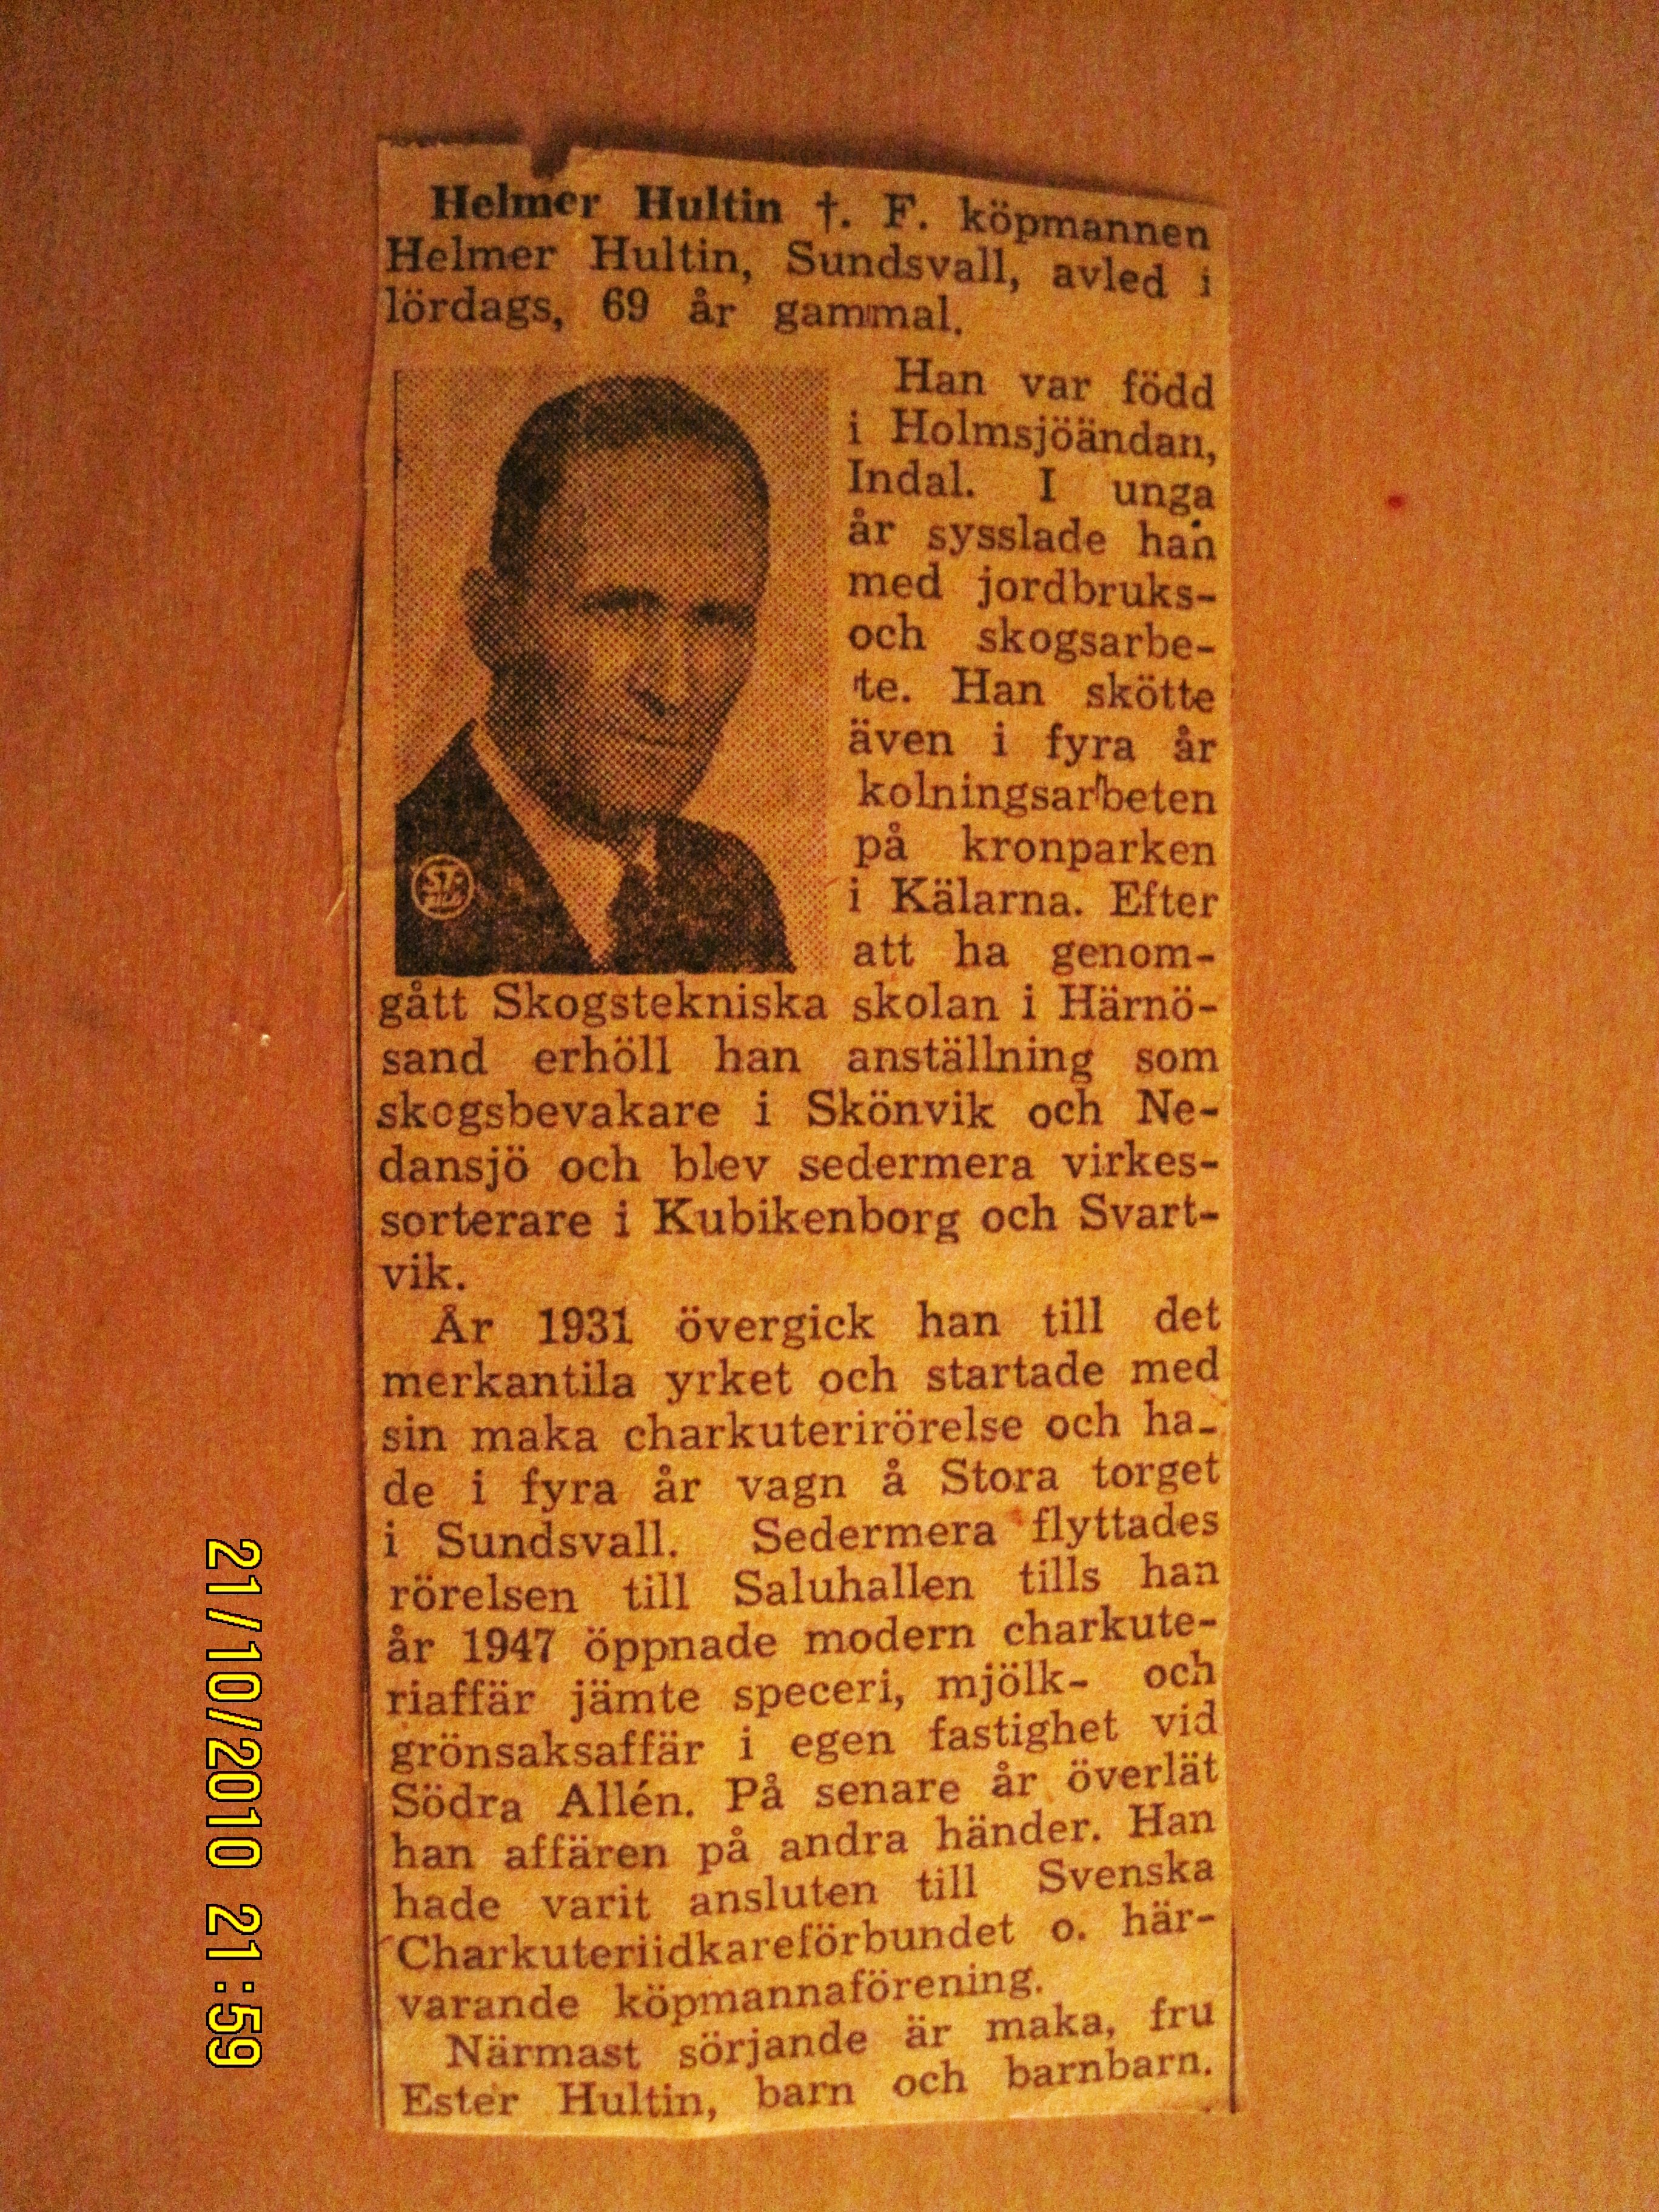 Helmer Hultin †. F. köpmannen
Helmer Hultin, Sundsvall, avled i
lördags, 69 år gammal.
Han var född
i Holmsjöändan,
Indal. I unga
år sysslade han
med jordbruks-
och skogsarbe-
te. Han skötte
även i fyra år
kolningsarbeten
på kronparken
i Kälarna. Efter
att ha genom-
gått Skogstekniska skolan i Härnö-
sand erhöll han anställning som
skogsbevakare i Skönvik och Ne-
dansjö och blev sedermera virkes-
sorterare i Kubikenborg och Svart-
vik.
År 1931 övergick han till det
merkantila yrket och startade med
sin maka charkuterirörelse och ha-
de i fyra år vagn å Stora torget
i Sundsvall. Sedermera flyttades
rörelsen till Saluhallen tills han
år 1947 öppnade modern charkute-
riaffär jämte speceri, mjölk- och
grönsaksaffär i egen fastighet vid
Södra Allén. På senare år överlät
han affären på andra händer. Han
hade varit ansluten till Svenska
Charkuteriidkareförbundet o. här-
varande köpmannaförening.
Närmast sörjande är maka, fru
Ester Hultin, barn och barnbarn.
21/10/2010 21:59